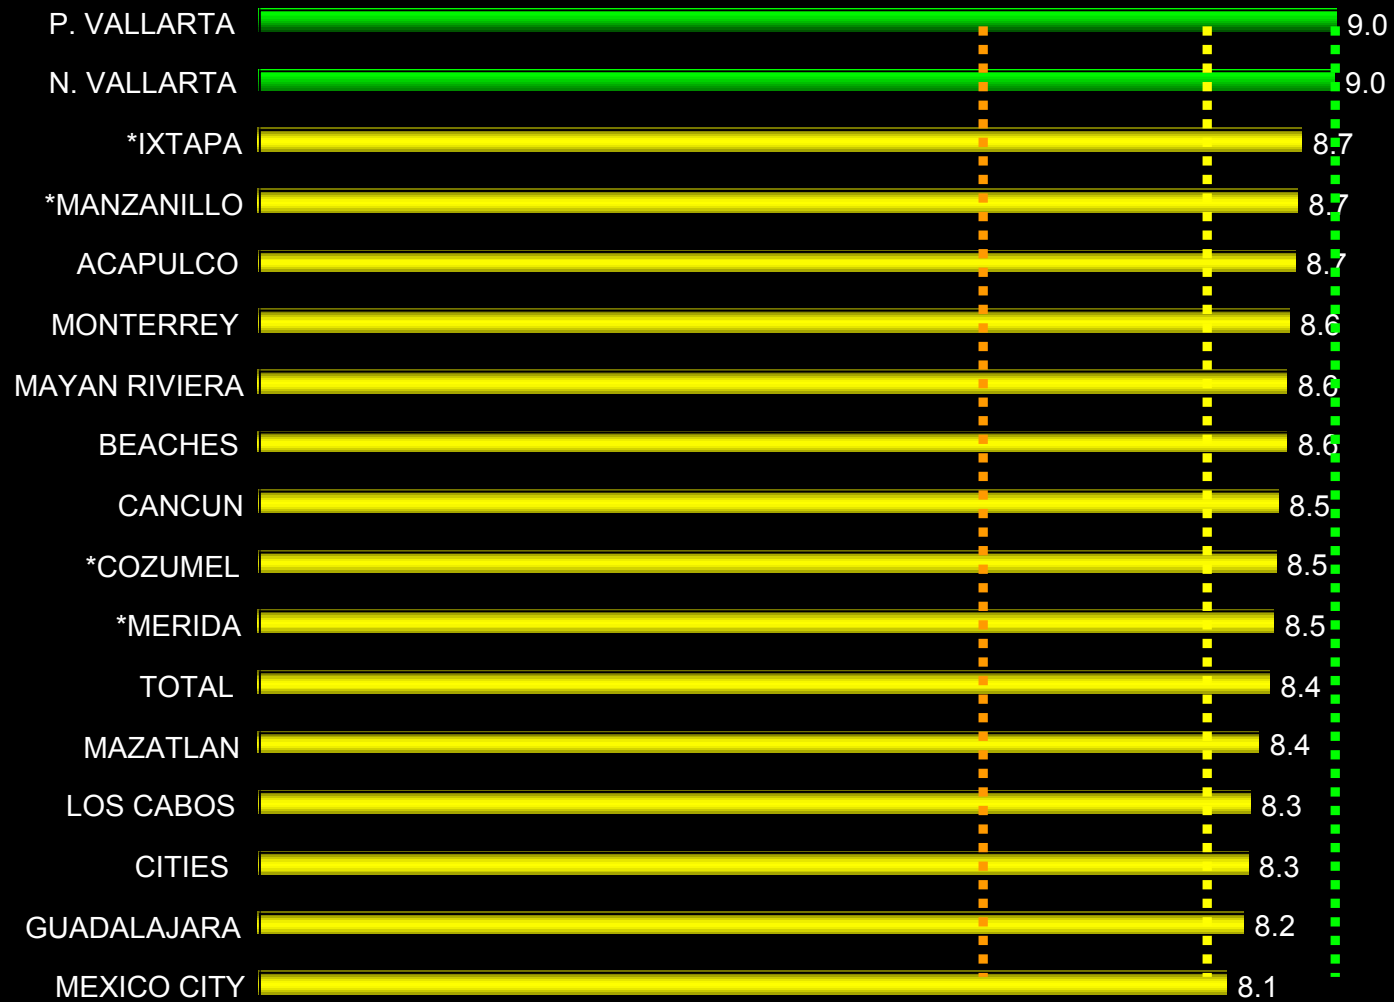 P. VALLARTA 9.0
N. VALLARTA 9.0
*IXTAPA 8.7
*MANZANILLO 8.7
ACAPULCO 8.7
MONTERREY 8.6
MAYAN RIVIERA 8.6
BEACHES 8.6
CANCUN 8.5
*COZUMEL 8.5
*MERIDA 8.5
TOTAL 8.4
MAZATLAN 8.4
LOS CABOS 8.3
CITIES 8.3
GUADALAJARA 8.2
MEXICO CITY 8.1